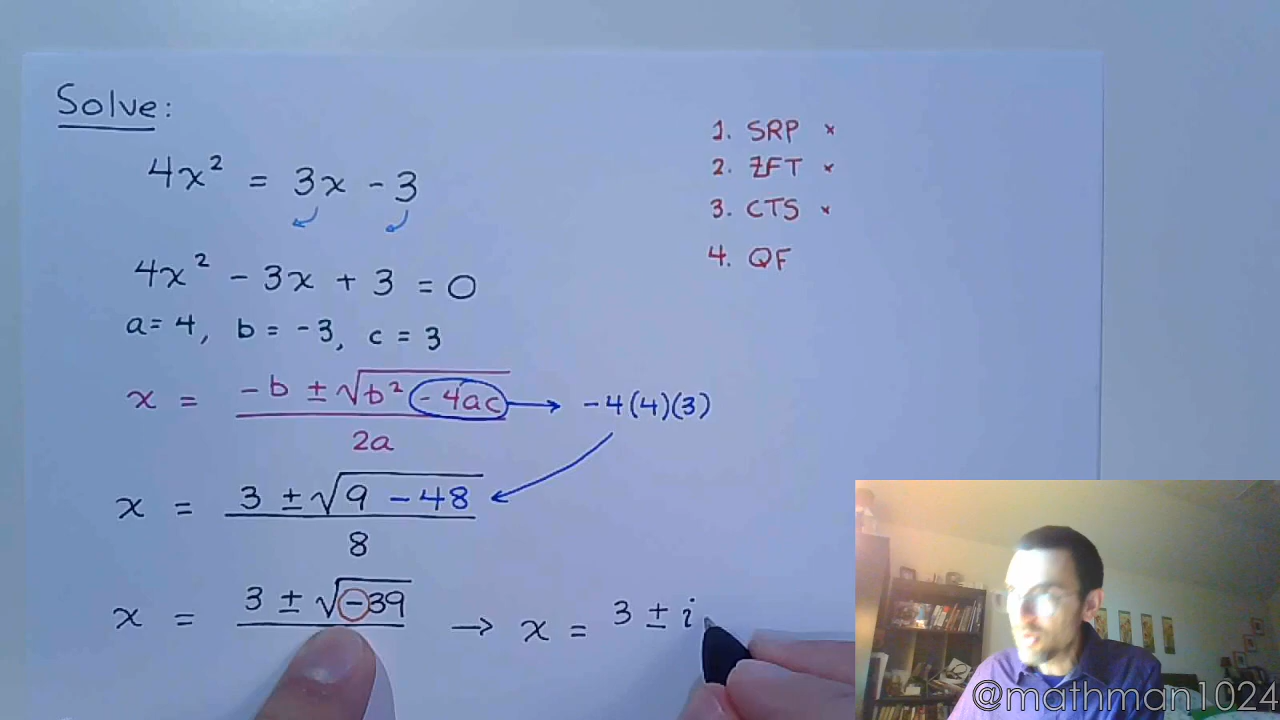 Solve:
4x² = 3x - 3
4x² - 3x + 3 = 0
a = 4, b = -3, c = 3
x = (-b ± √(b² - 4ac)) / 2a → -4(4)(3)
x = (3 ± √(9 - 48)) / 8
x = 3 ± √(-39) → x = 3 ± i
1. SRP ×
2. ZFT ×
3. CTS ×
4. QF
@mathman1024